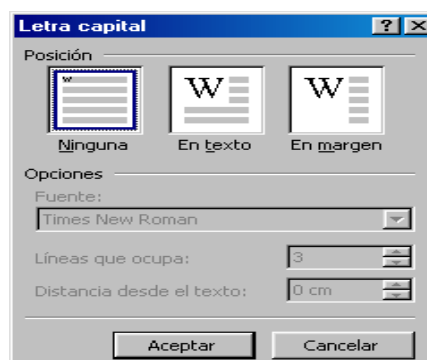 Letra capital
Posición
W W W
Ninguna En texto En margen
Opciones
Fuente:
Times New Roman
Líneas que ocupa: 3
Distancia desde el texto: 0 cm
Aceptar Cancelar